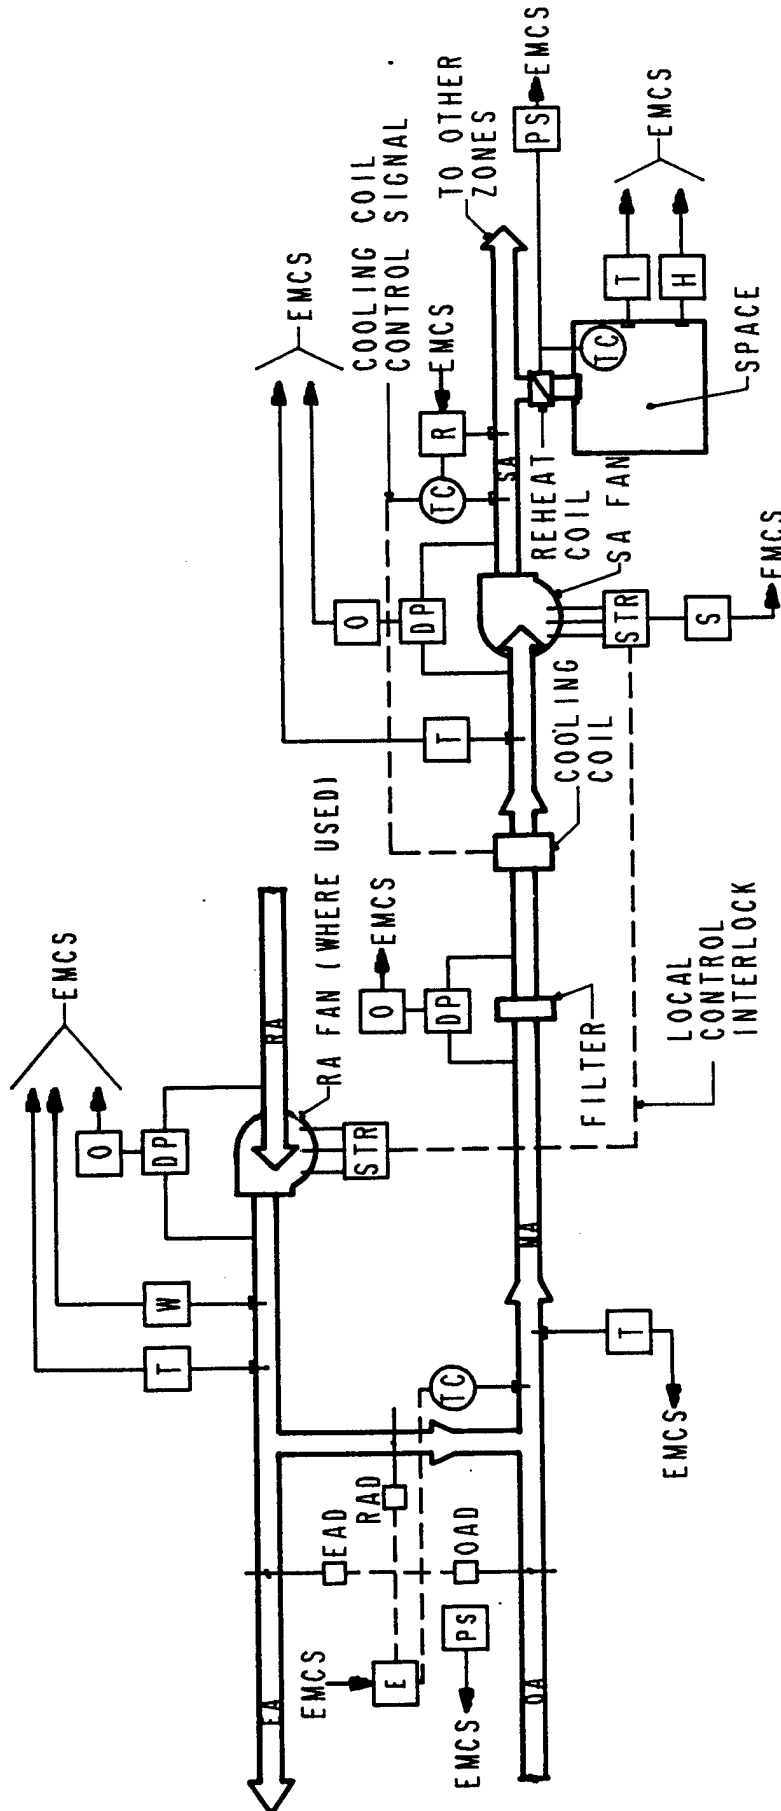 EMCS
O
DP
W
T
RA
RA FAN (WHERE USED)
STR
EMCS
O
DP
EMCS
T
O
DP
COOLING COIL
CONTROL SIGNAL
EMCS
R
TC
SA
TO OTHER
ZONES
PS
EMCS
EMCS
T
H
TC
SPACE
REHEAT
COIL
SA FAN
STR
S
EMCS
COOLING
COIL
FILTER
LOCAL
CONTROL
INTERLOCK
MA
TC
T
EMCS
RAD
EAD
OAD
EMCS
E
PS
EMCS
EA
OA